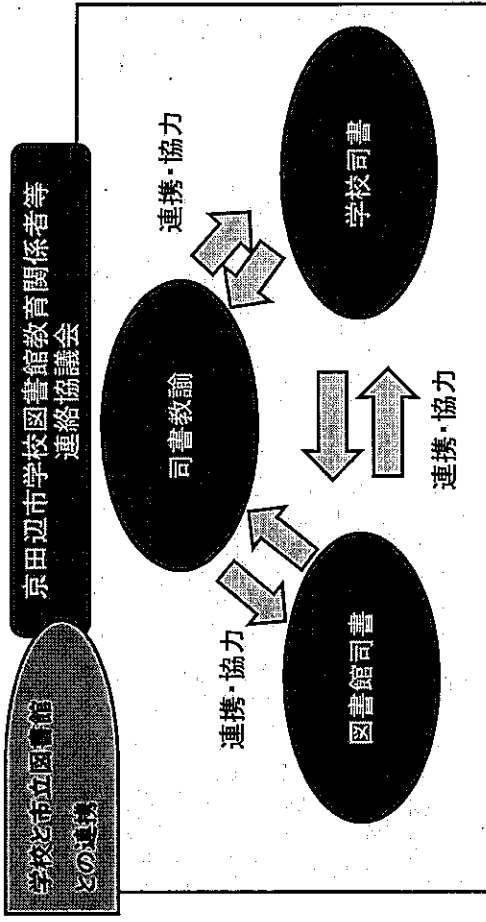 学校と市立図書館
との連携
京田辺市学校図書館教育関係者等
連絡協議会
司書教諭
連携・協力
連携・協力
図書館司書
学校司書
連携・協力